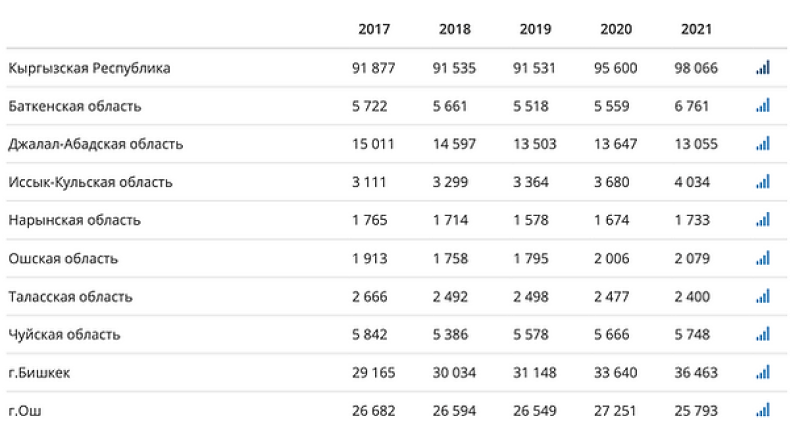 2017 2018 2019 2020 2021
Кыргызская Республика 91 877 91 535 91 531 95 600 98 066
Баткенская область 5 722 5 661 5 518 5 559 6 761
Джалал-Абадская область 15 011 14 597 13 503 13 647 13 055
Иссык-Кульская область 3 111 3 299 3 364 3 680 4 034
Нарынская область 1 765 1 714 1 578 1 674 1 733
Ошская область 1 913 1 758 1 795 2 006 2 079
Таласская область 2 666 2 492 2 498 2 477 2 400
Чуйская область 5 842 5 386 5 578 5 666 5 748
г.Бишкек 29 165 30 034 31 148 33 640 36 463
г.Ош 26 682 26 594 26 549 27 251 25 793